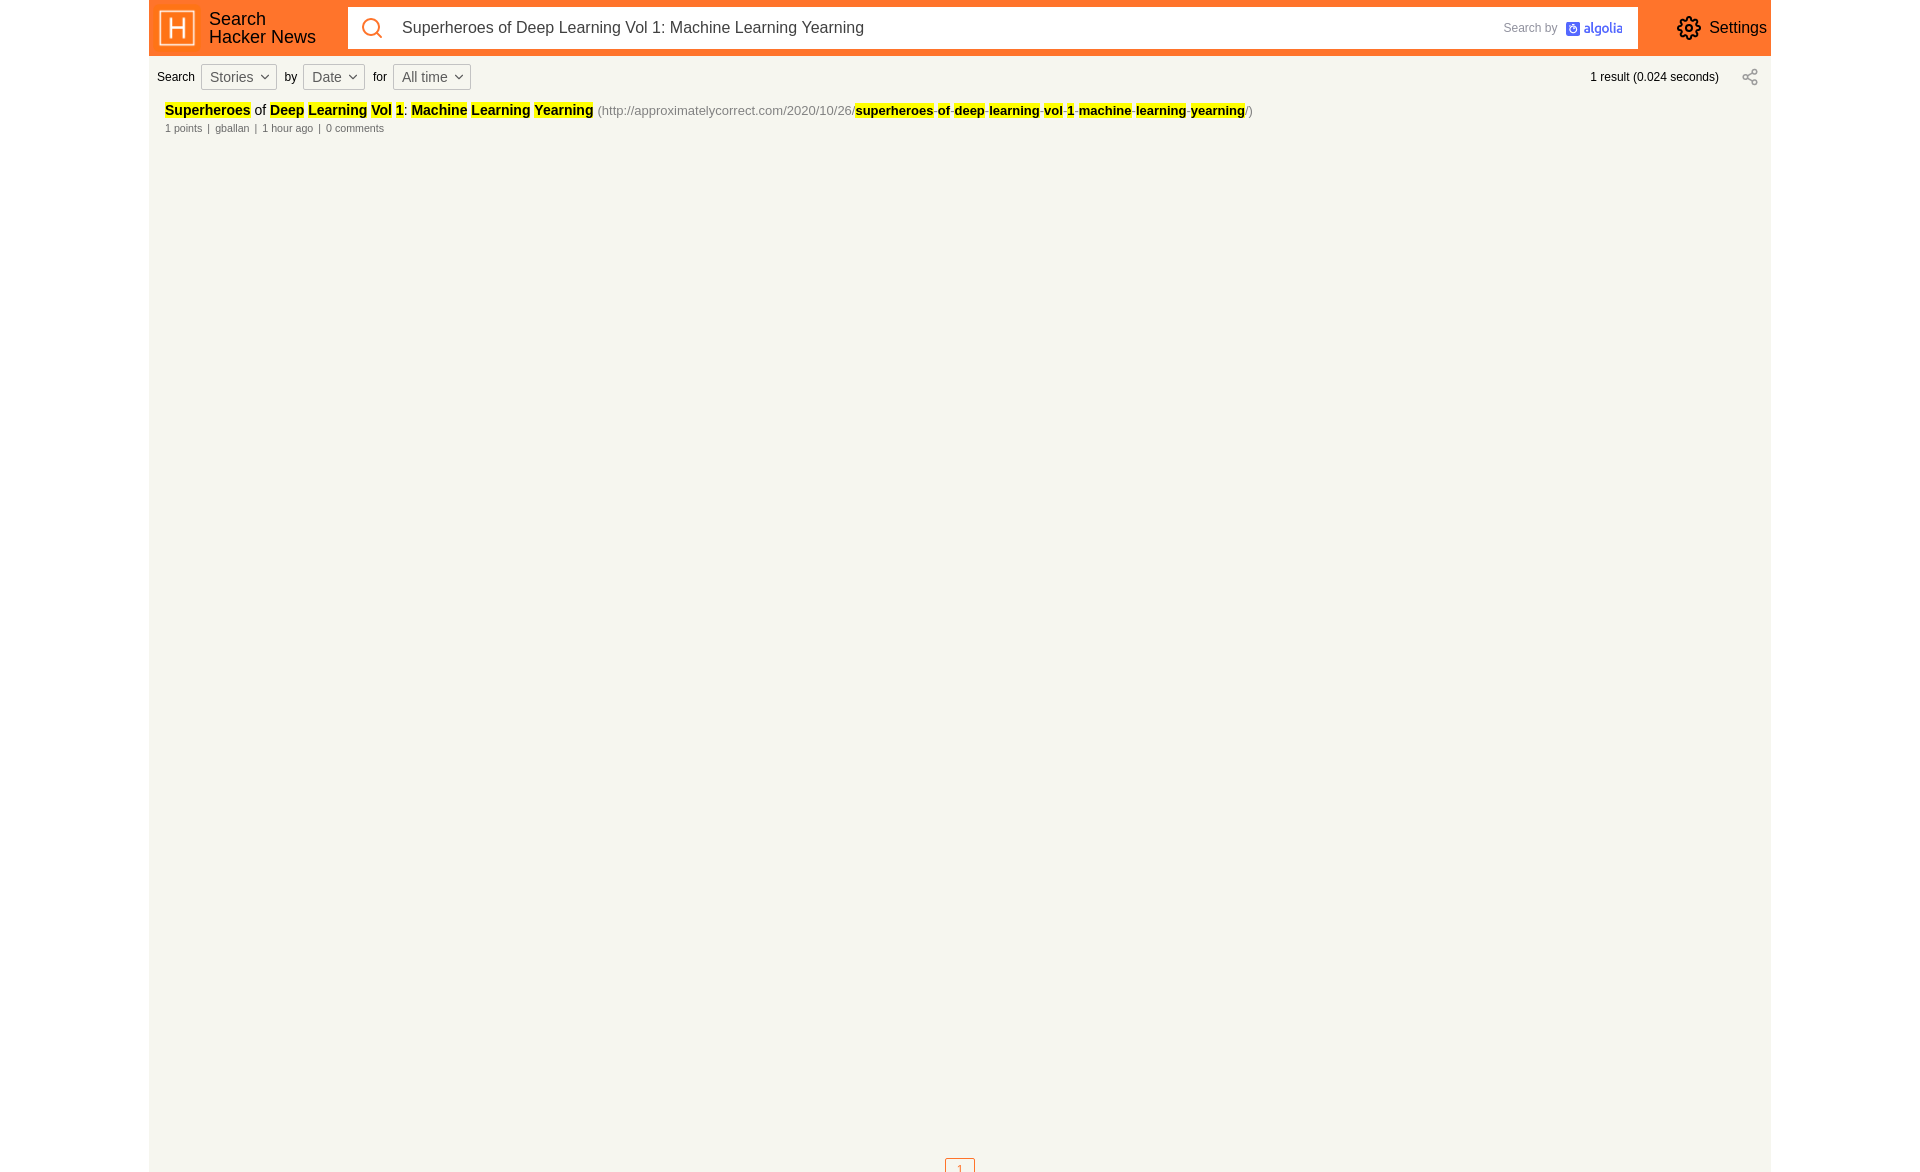 H
Search
Hacker News
Superheroes of Deep Learning Vol 1: Machine Learning Yearning
Search by algolia
Settings
Search Stories by Date for All time
1 result (0.024 seconds)
Superheroes of Deep Learning Vol 1: Machine Learning Yearning (http://approximatelycorrect.com/2020/10/26/superheroes-of-deep-learning-vol-1-machine-learning-yearning/)
1 points | gballan | 1 hour ago | 0 comments
1